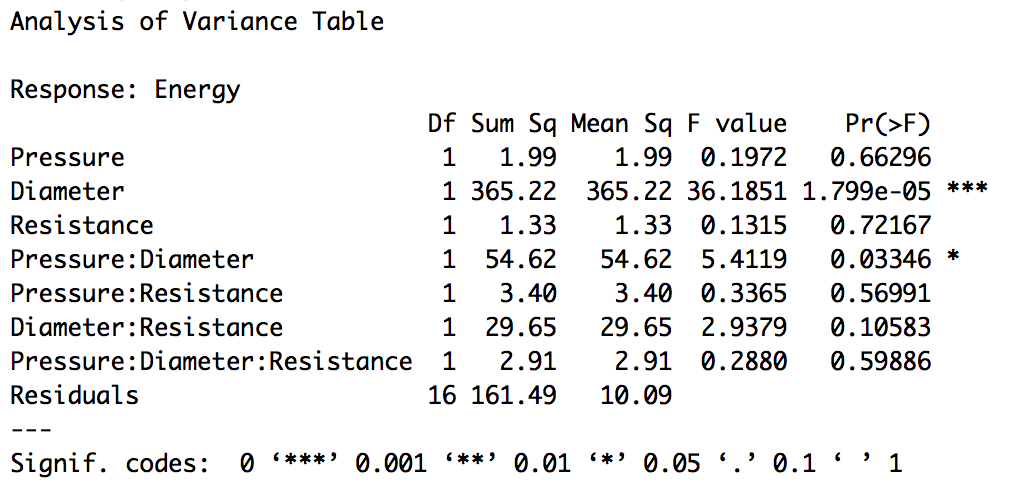 Analysis of Variance Table
Response: Energy
Df Sum Sq Mean Sq F value Pr(>F)
Pressure 1 1.99 1.99 0.1972 0.66296
Diameter 1 365.22 365.22 36.1851 1.799e-05 ***
Resistance 1 1.33 1.33 0.1315 0.72167
Pressure:Diameter 1 54.62 54.62 5.4119 0.03346 *
Pressure:Resistance 1 3.40 3.40 0.3365 0.56991
Diameter:Resistance 1 29.65 29.65 2.9379 0.10583
Pressure:Diameter:Resistance 1 2.91 2.91 0.2880 0.59886
Residuals 16 161.49 10.09
---
Signif. codes: 0 ‘***’ 0.001 ‘**’ 0.01 ‘*’ 0.05 ‘.’ 0.1 ‘ ’ 1